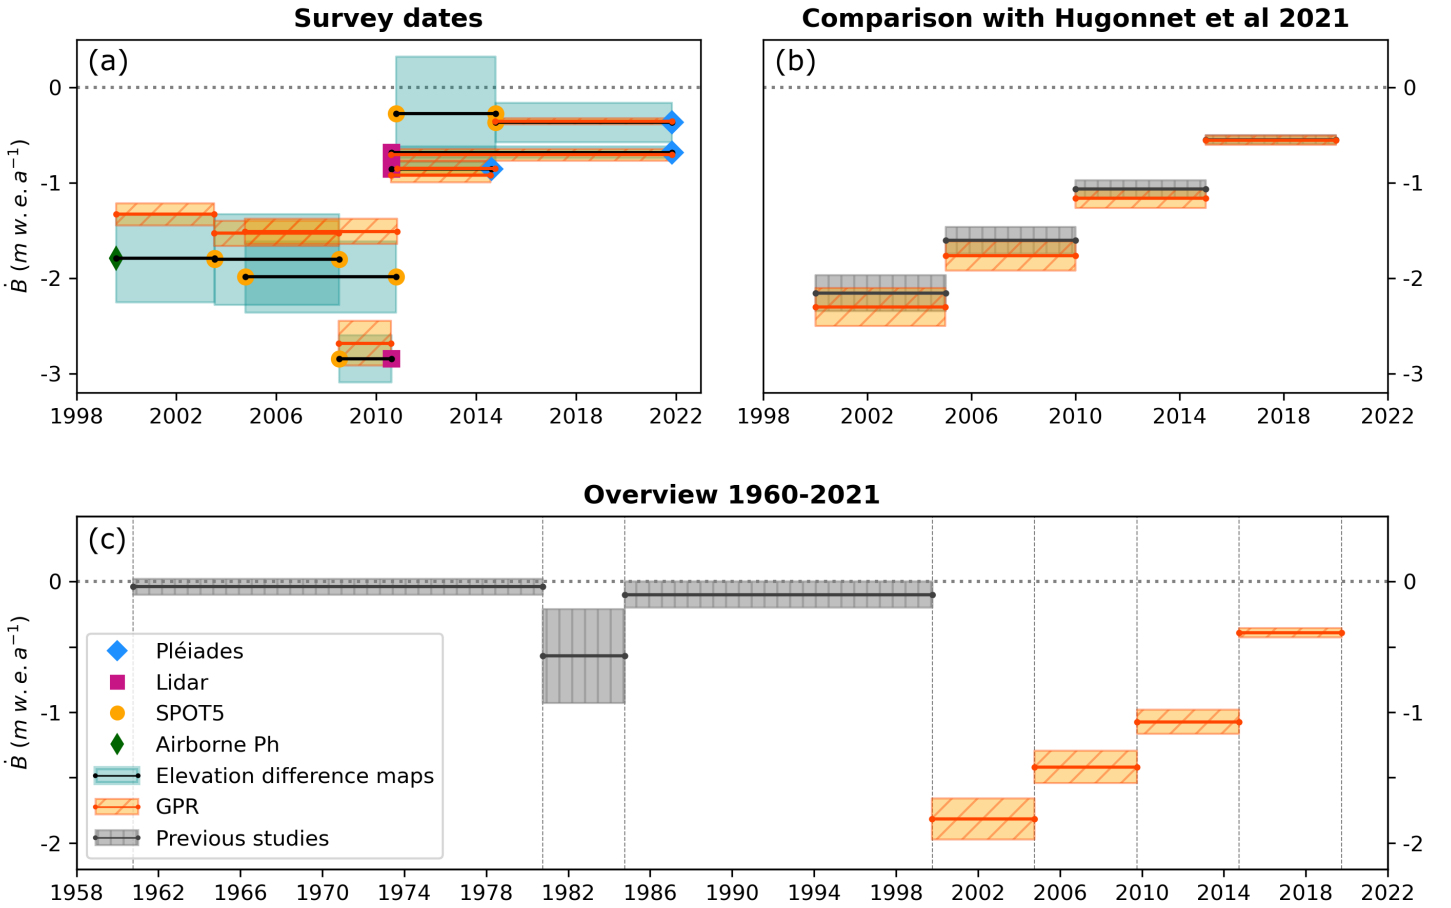 Survey dates
Comparison with Hugonnet et al 2021
(a)
(b)
0
-1
-2
-3
Ḃ (m w. e. a⁻¹)
0
-1
-2
-3
1998 2002 2006 2010 2014 2018 2022
1998 2002 2006 2010 2014 2018 2022
Overview 1960-2021
(c)
0
-1
-2
Ḃ (m w. e. a⁻¹)
0
-1
-2
Pléiades
Lidar
SPOT5
Airborne Ph
Elevation difference maps
GPR
Previous studies
1958 1962 1966 1970 1974 1978 1982 1986 1990 1994 1998 2002 2006 2010 2014 2018 2022